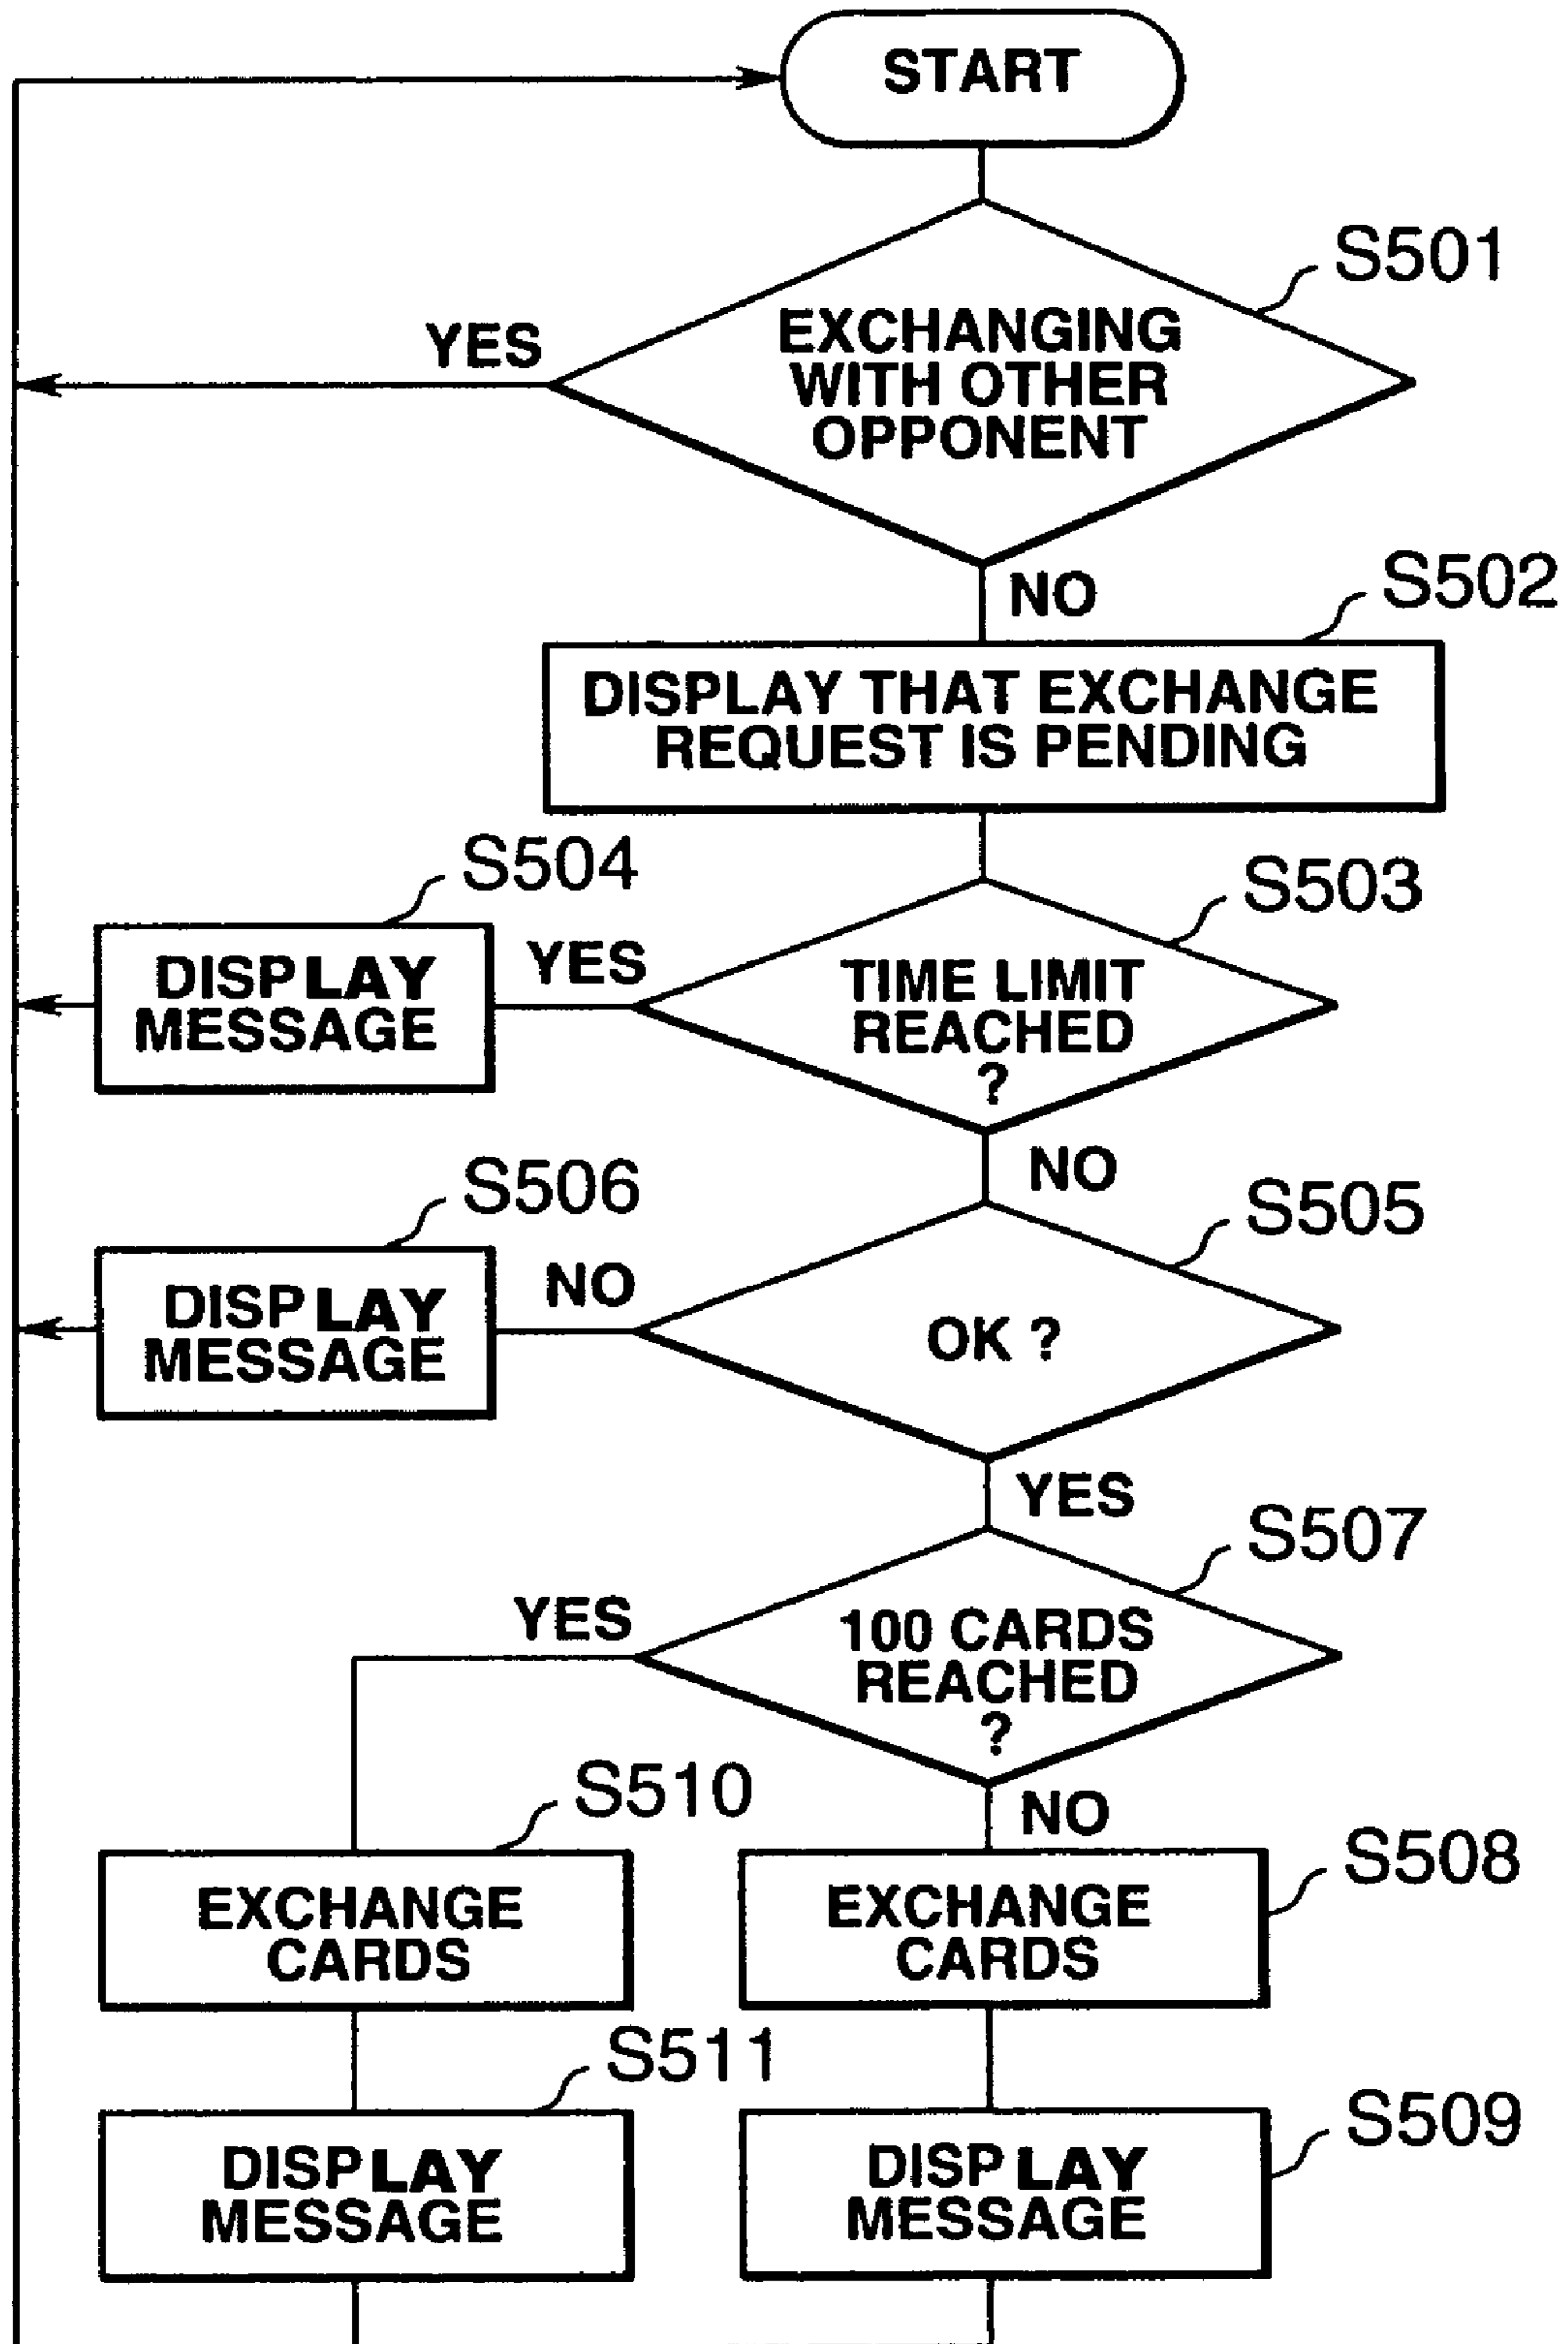 START
S501
EXCHANGING
WITH OTHER
OPPONENT
YES
NO
S502
DISPLAY THAT EXCHANGE
REQUEST IS PENDING
S504
S503
DISPLAY
MESSAGE
YES
TIME LIMIT
REACHED
?
NO
S506
S505
DISPLAY
MESSAGE
NO
OK ?
YES
S507
YES
100 CARDS
REACHED
?
NO
S510
S508
EXCHANGE
CARDS
EXCHANGE
CARDS
S511
S509
DISPLAY
MESSAGE
DISPLAY
MESSAGE